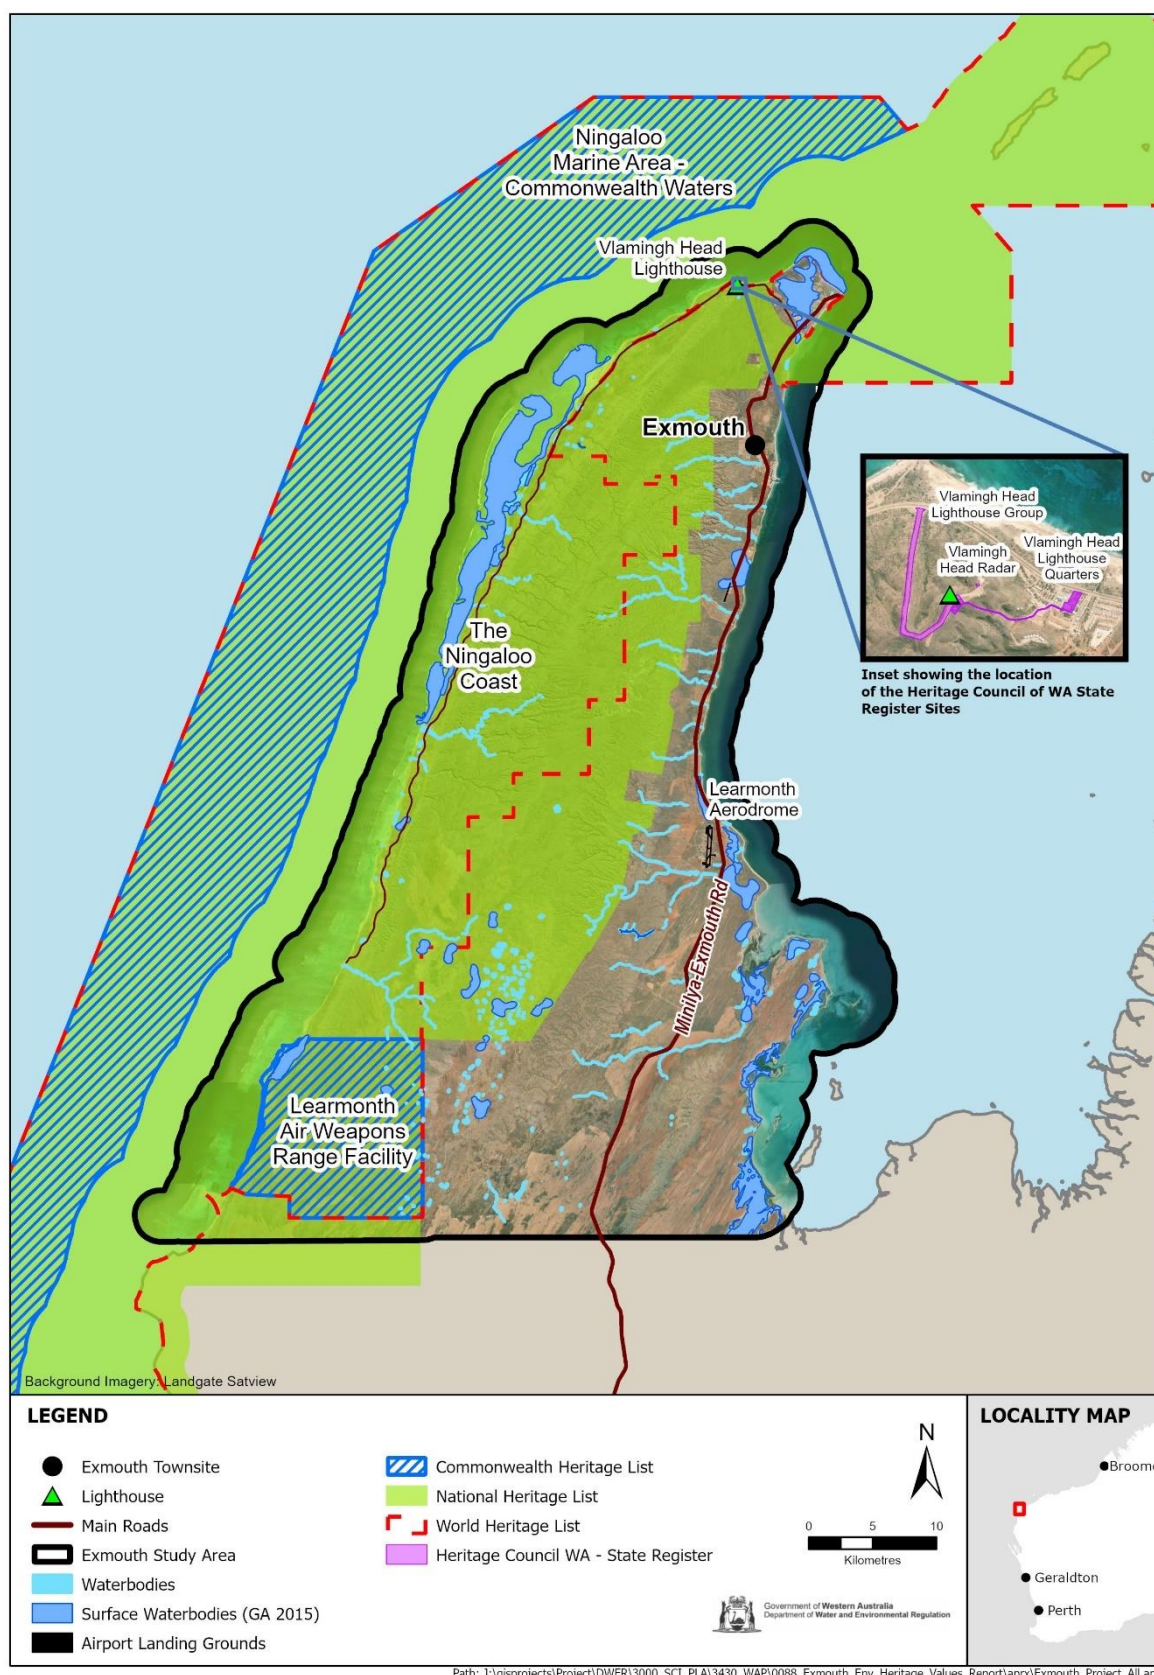 Ningaloo
Marine Area -
Commonwealth Waters
Vlamingh Head
Lighthouse
Exmouth
Vlamingh Head
Lighthouse Group
Vlamingh
Head Radar
Vlamingh Head
Lighthouse
Quarters
Inset showing the location
of the Heritage Council of WA State
Register Sites
The
Ningaloo
Coast
Learmonth
Aerodrome
Minilya-Exmouth Rd
Learmonth
Air Weapons
Range Facility
Background Imagery: Landgate Satview
LEGEND
Exmouth Townsite
Lighthouse
Main Roads
Exmouth Study Area
Waterbodies
Surface Waterbodies (GA 2015)
Airport Landing Grounds
Commonwealth Heritage List
National Heritage List
World Heritage List
Heritage Council WA - State Register
N
0 5 10
Kilometres
Government of Western Australia
Department of Water and Environmental Regulation
LOCALITY MAP
Broome
Geraldton
Perth